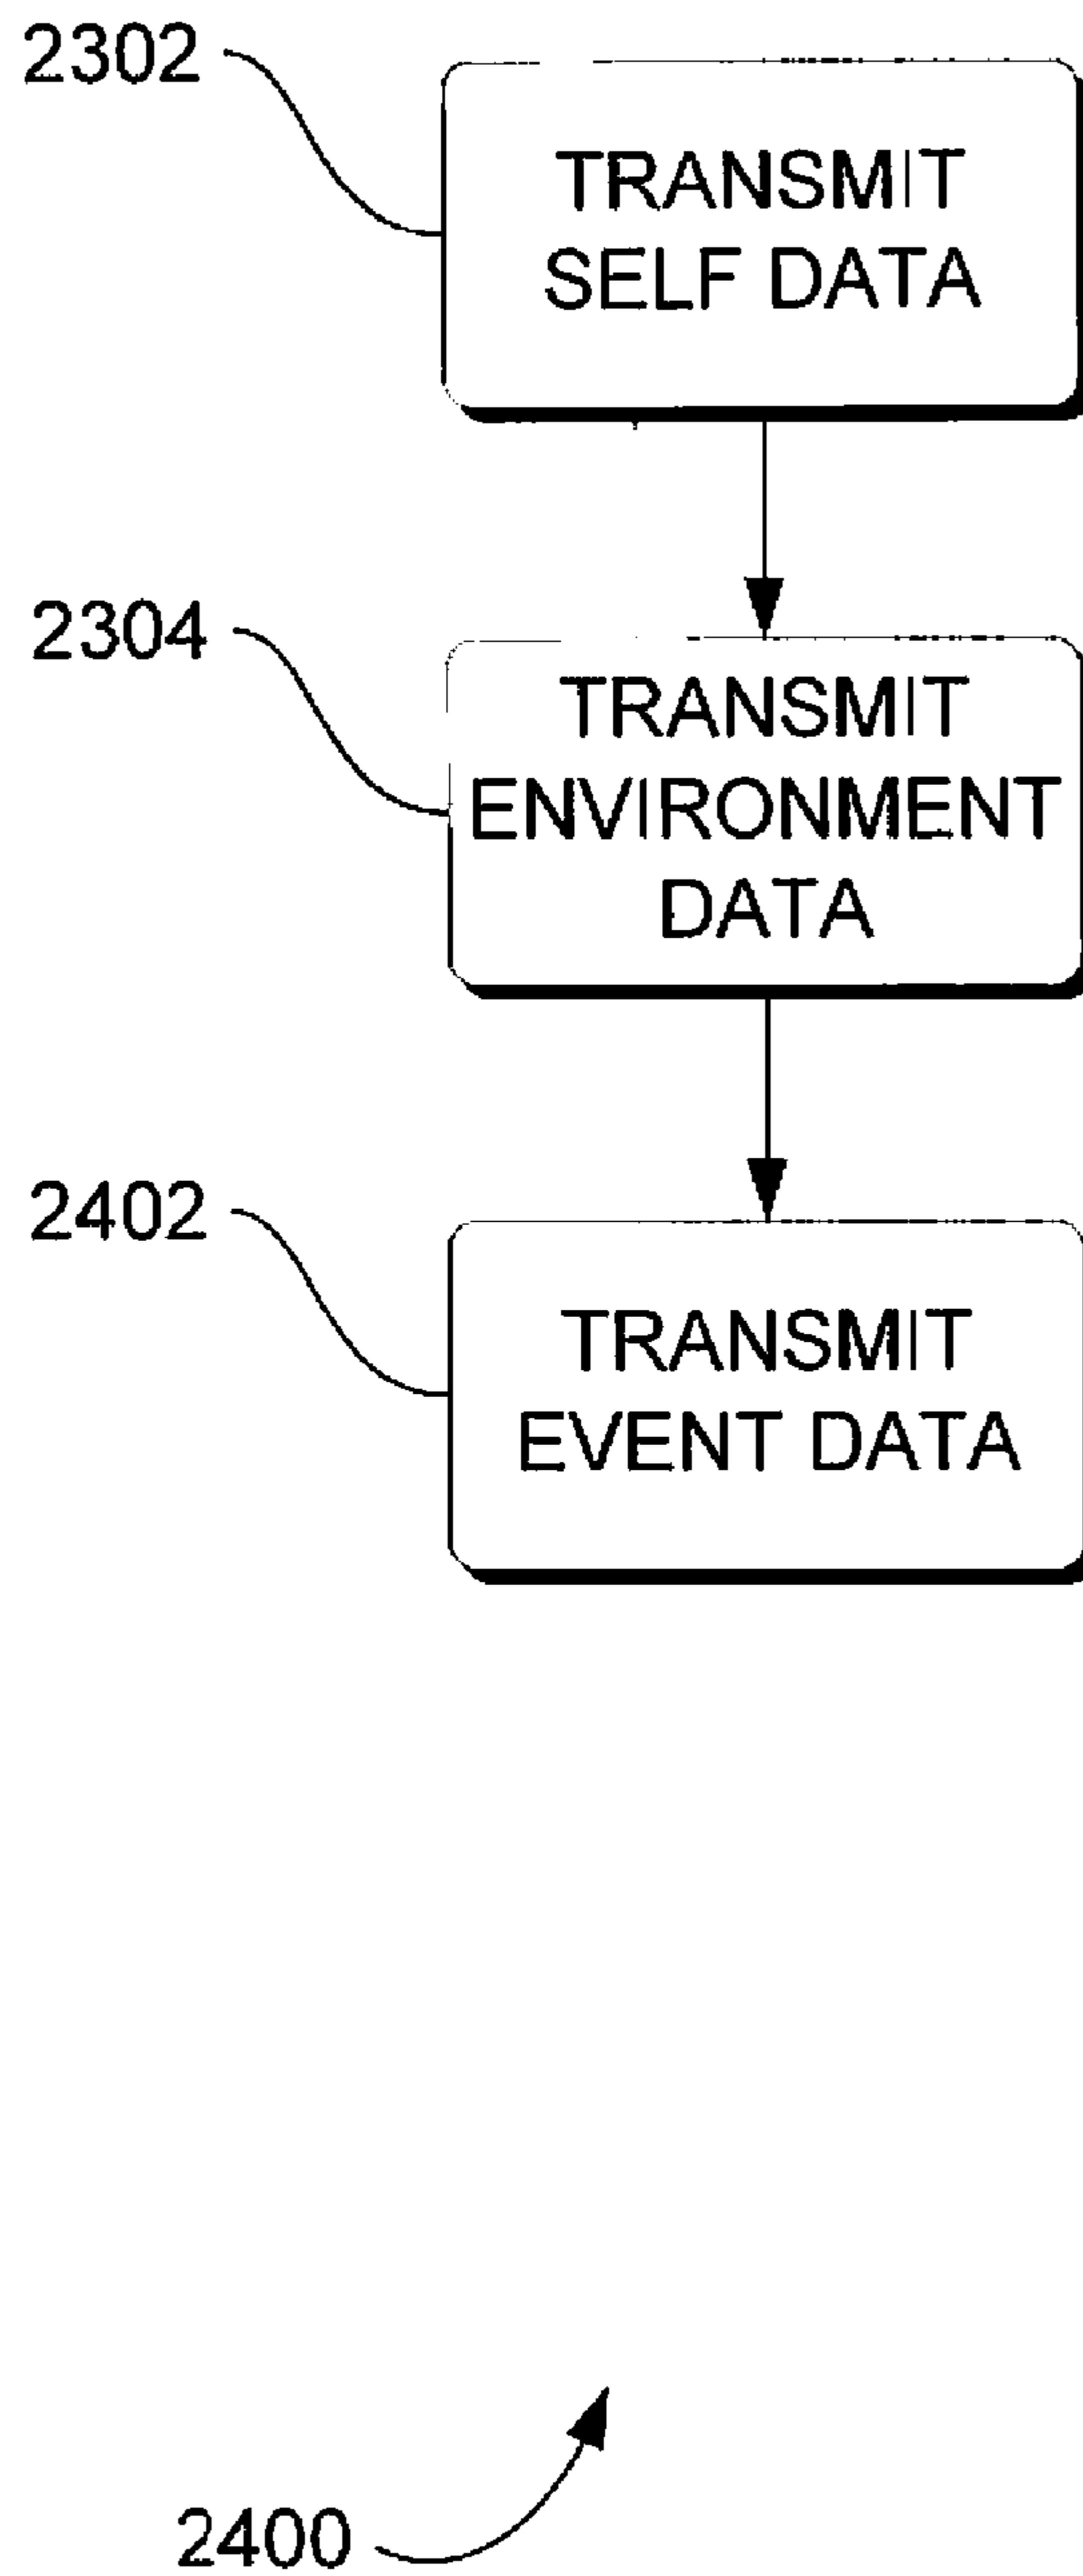 2302
TRANSMIT
SELF DATA
2304
TRANSMIT
ENVIRONMENT
DATA
2402
TRANSMIT
EVENT DATA
2400